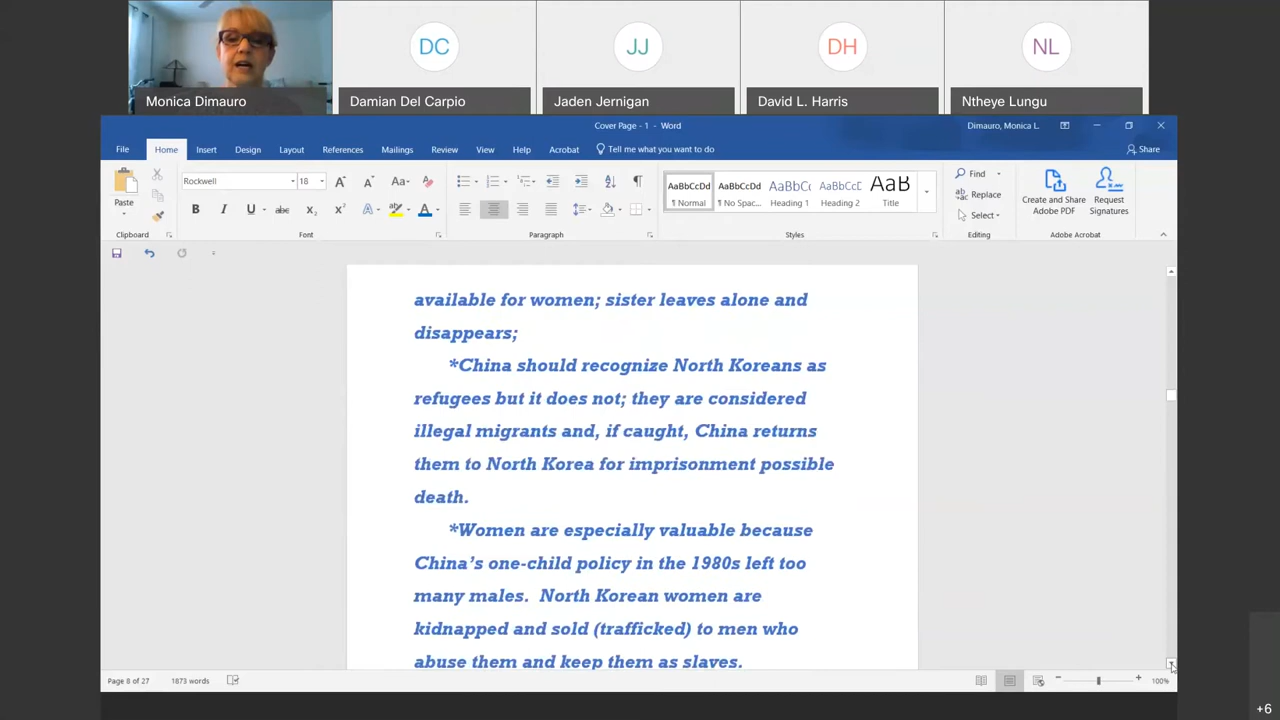 DC
JJ
DH
NL
Monica Dimauro
Damian Del Carpio
Jaden Jernigan
David L. Harris
Ntheye Lungu
Cover Page - 1 - Word
Dimauro, Monica L.
File Home Insert Design Layout References Mailings Review View Help Acrobat Tell me what you want to do Share
Paste
Clipboard
Rockwell 18
Font
Paragraph
AaBbCcDd AaBbCcDd AaBbCc AaBbCcD AaB
¶ Normal ¶ No Spac... Heading 1 Heading 2 Title
Styles
Find
Replace
Select
Editing
Create and Share
Adobe PDF
Request
Signatures
Adobe Acrobat
available for women; sister leaves alone and
disappears;
*China should recognize North Koreans as
refugees but it does not; they are considered
illegal migrants and, if caught, China returns
them to North Korea for imprisonment possible
death.
*Women are especially valuable because
China's one-child policy in the 1980s left too
many males. North Korean women are
kidnapped and sold (trafficked) to men who
abuse them and keep them as slaves.
Page 8 of 27 1873 words
100%
+6